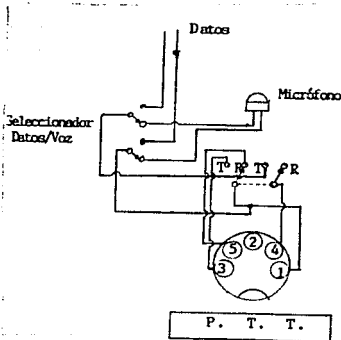 Datos
Micrófono
Seleccionador
Datos/Voz
T R T R
2
5 4
3 1
P. T. T.